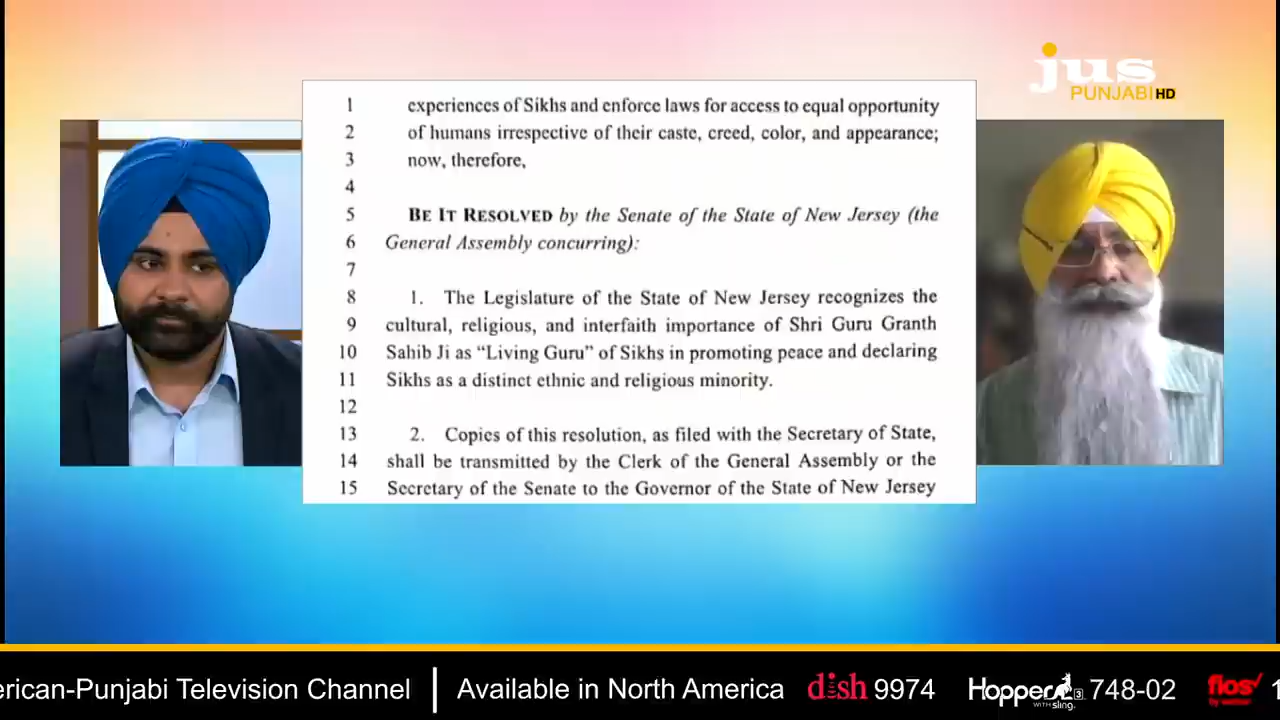 jus
PUNJABI HD
1 experiences of Sikhs and enforce laws for access to equal opportunity
2 of humans irrespective of their caste, creed, color, and appearance;
3 now, therefore,
4
5 BE IT RESOLVED by the Senate of the State of New Jersey (the
6 General Assembly concurring):
7
8 1. The Legislature of the State of New Jersey recognizes the
9 cultural, religious, and interfaith importance of Shri Guru Granth
10 Sahib Ji as “Living Guru” of Sikhs in promoting peace and declaring
11 Sikhs as a distinct ethnic and religious minority.
12
13 2. Copies of this resolution, as filed with the Secretary of State,
14 shall be transmitted by the Clerk of the General Assembly or the
15 Secretary of the Senate to the Governor of the State of New Jersey
erican-Punjabi Television Channel | Available in North America dish 9974 Hopper 3 WITH sling 748-02 fios by verizon 1